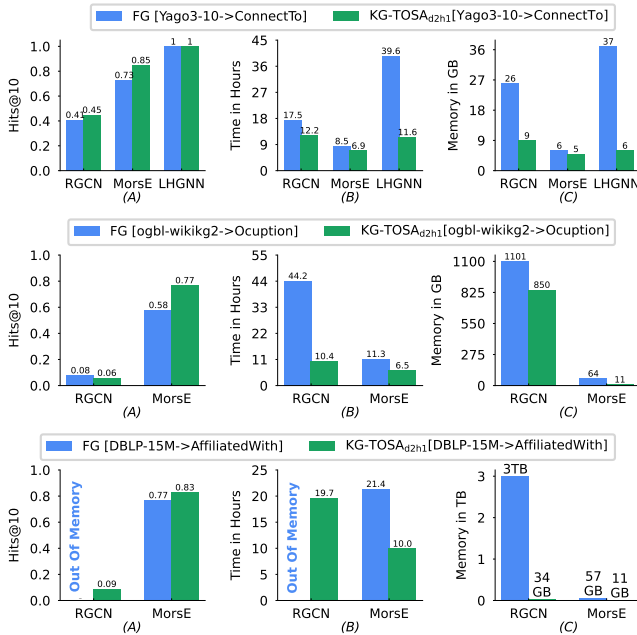 FG [Yago3-10->ConnectTo] KG-TOSA_d2h1[Yago3-10->ConnectTo]
Hits@10
1.0
0.8
0.6
0.4
0.2
0.0
0.41 0.45 0.73 0.85 1 1
RGCN MorsE LHGNN
(A)
Time in Hours
45
36
27
18
9
0
17.5 12.2 8.5 6.9 39.6 11.6
RGCN MorsE LHGNN
(B)
Memory in GB
36
27
18
9
0
26 9 6 5 37 6
RGCN MorsE LHGNN
(C)
FG [ogbl-wikikg2->Ocuption] KG-TOSA_d2h1[ogbl-wikikg2->Ocuption]
Hits@10
1.0
0.8
0.6
0.4
0.2
0.0
0.08 0.06 0.58 0.77
RGCN MorsE
(A)
Time in Hours
55
44
33
22
11
0
44.2 10.4 11.3 6.5
RGCN MorsE
(B)
Memory in GB
1100
825
550
275
0
1101 850 64 11
RGCN MorsE
(C)
FG [DBLP-15M->AffiliatedWith] KG-TOSA_d2h1[DBLP-15M->AffiliatedWith]
Hits@10
1.0
0.8
0.6
0.4
0.2
0.0
Out Of Memory
0.09 0.77 0.83
RGCN MorsE
(A)
Time in Hours
25
20
15
10
5
0
Out Of Memory
19.7 21.4 10.0
RGCN MorsE
(B)
Memory in TB
3
2
1
0
3TB
34 57 11
GB GB GB
RGCN MorsE
(C)